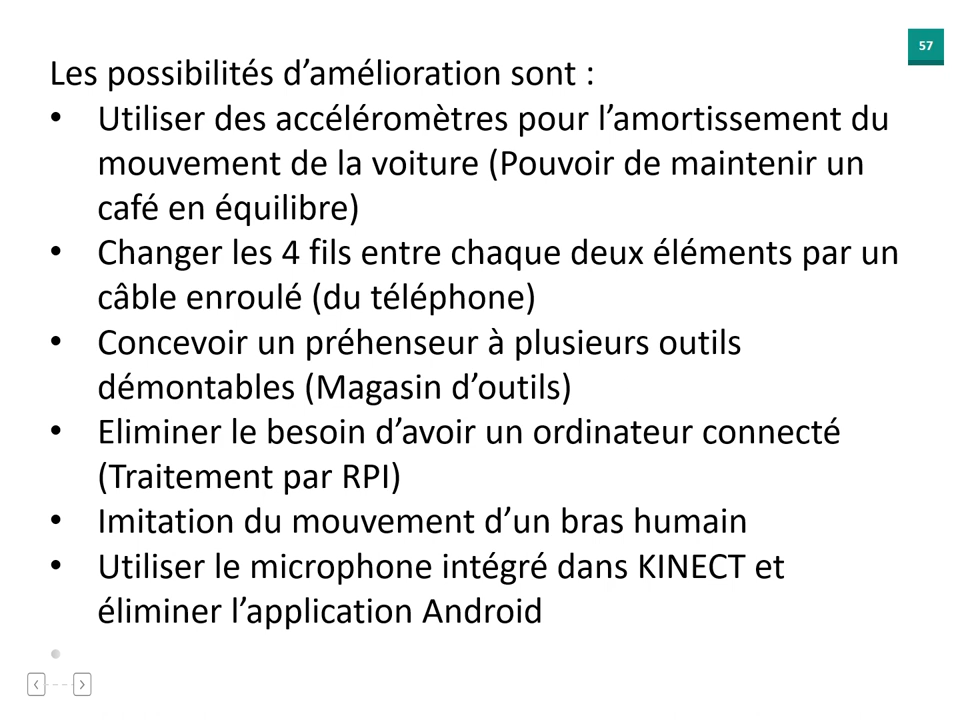 57
Les possibilités d’amélioration sont :
• Utiliser des accéléromètres pour l’amortissement du
mouvement de la voiture (Pouvoir de maintenir un
café en équilibre)
• Changer les 4 fils entre chaque deux éléments par un
câble enroulé (du téléphone)
• Concevoir un préhenseur à plusieurs outils
démontables (Magasin d’outils)
• Eliminer le besoin d’avoir un ordinateur connecté
(Traitement par RPI)
• Imitation du mouvement d’un bras humain
• Utiliser le microphone intégré dans KINECT et
éliminer l’application Android